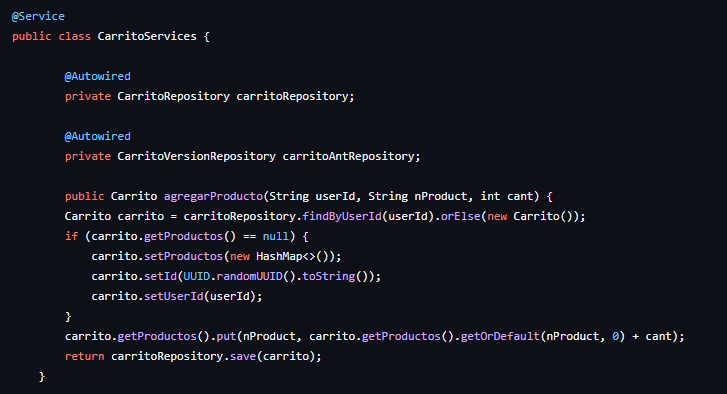 @Service
public class CarritoServices {
@Autowired
private CarritoRepository carritoRepository;
@Autowired
private CarritoVersionRepository carritoAntRepository;
public Carrito agregarProducto(String userId, String nProduct, int cant) {
Carrito carrito = carritoRepository.findByUserId(userId).orElse(new Carrito());
if (carrito.getProductos() == null) {
carrito.setProductos(new HashMap<>());
carrito.setId(UUID.randomUUID().toString());
carrito.setUserId(userId);
}
carrito.getProductos().put(nProduct, carrito.getProductos().getOrDefault(nProduct, 0) + cant);
return carritoRepository.save(carrito);
}